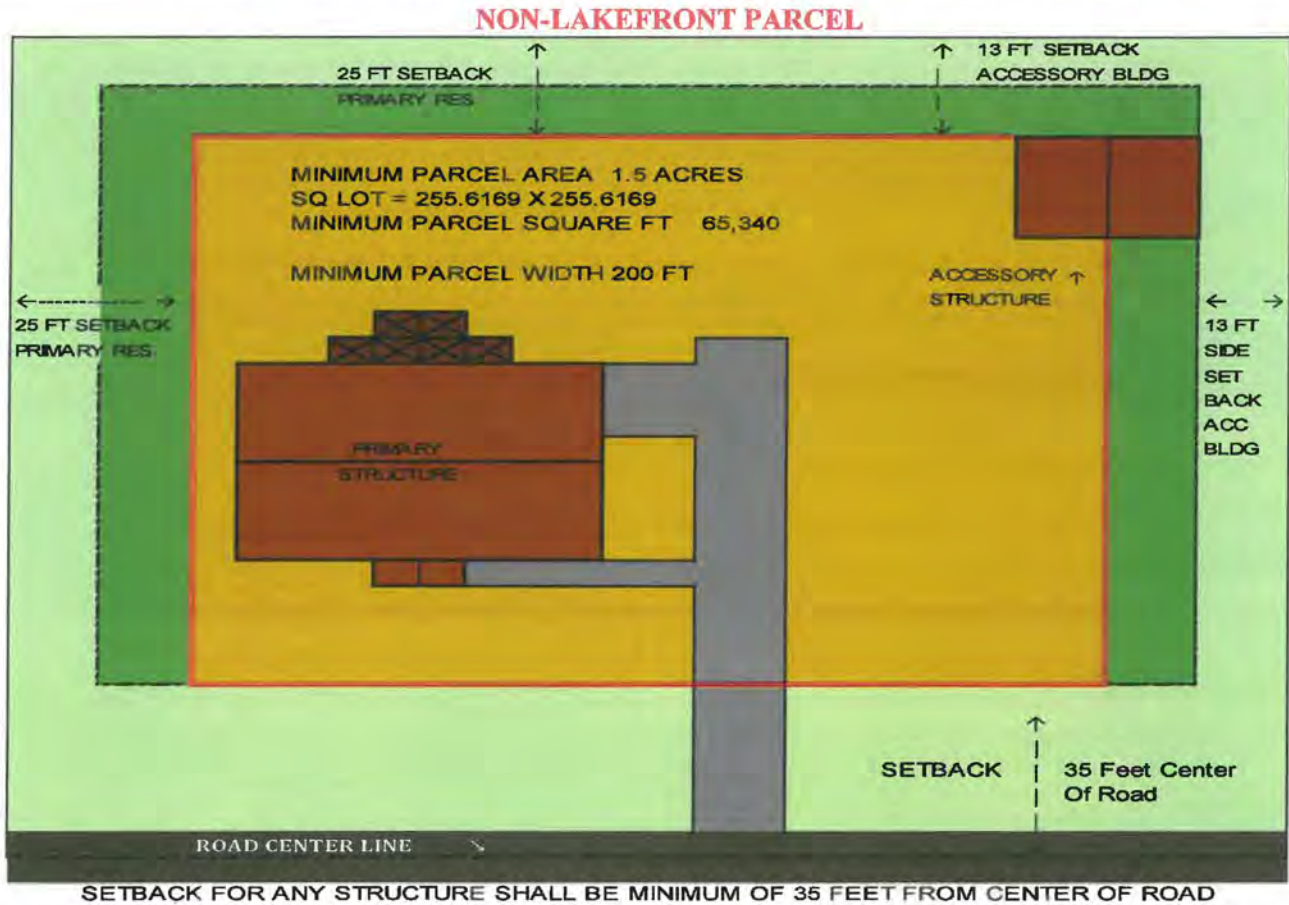 NON-LAKEFRONT PARCEL
25 FT SETBACK
PRIMARY RES
13 FT SETBACK
ACCESSORY BLDG
MINIMUM PARCEL AREA 1.5 ACRES
SQ LOT = 255.6169 X 255.6169
MINIMUM PARCEL SQUARE FT 65,340
MINIMUM PARCEL WIDTH 200 FT
ACCESSORY ↑
STRUCTURE
25 FT SETBACK
PRIMARY RES
13 FT
SIDE
SET
BACK
ACC
BLDG
PRIMARY
STRUCTURE
SETBACK
35 Feet Center
Of Road
ROAD CENTER LINE
SETBACK FOR ANY STRUCTURE SHALL BE MINIMUM OF 35 FEET FROM CENTER OF ROAD